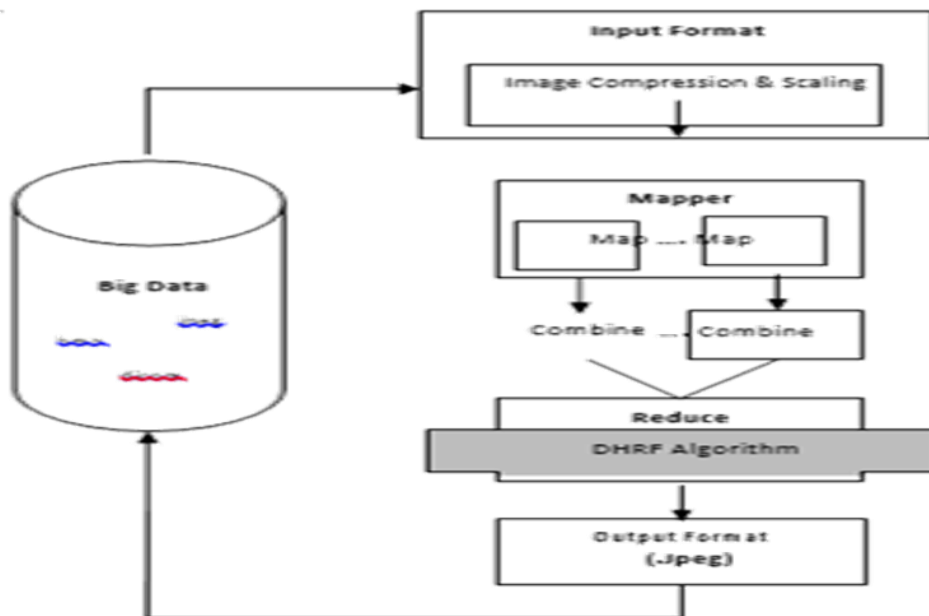 Input Format
Image Compression & Scaling
Mapper
Map .... Map
Big Data
Combine .... Combine
Reduce
DHRF Algorithm
Output Format
(.Jpeg)